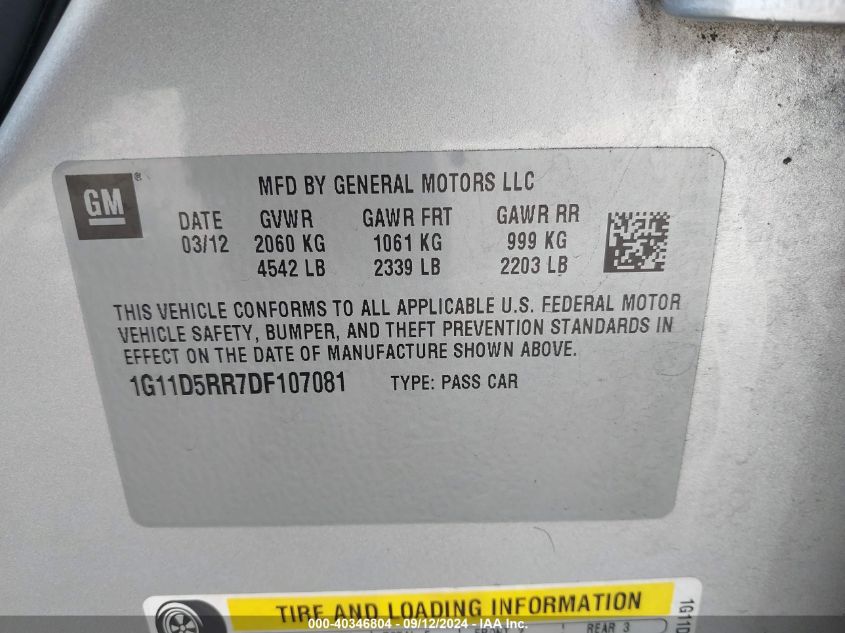 GM ®
MFD BY GENERAL MOTORS LLC
DATE GVWR GAWR FRT GAWR RR
03/12 2060 KG 1061 KG 999 KG
4542 LB 2339 LB 2203 LB
THIS VEHICLE CONFORMS TO ALL APPLICABLE U.S. FEDERAL MOTOR
VEHICLE SAFETY, BUMPER, AND THEFT PREVENTION STANDARDS IN
EFFECT ON THE DATE OF MANUFACTURE SHOWN ABOVE.
1G11D5RR7DF107081 TYPE: PASS CAR
TIRE AND LOADING INFORMATION
1G11D
REAR 3
000-40346804 - 09/12/2024 - IAA Inc.